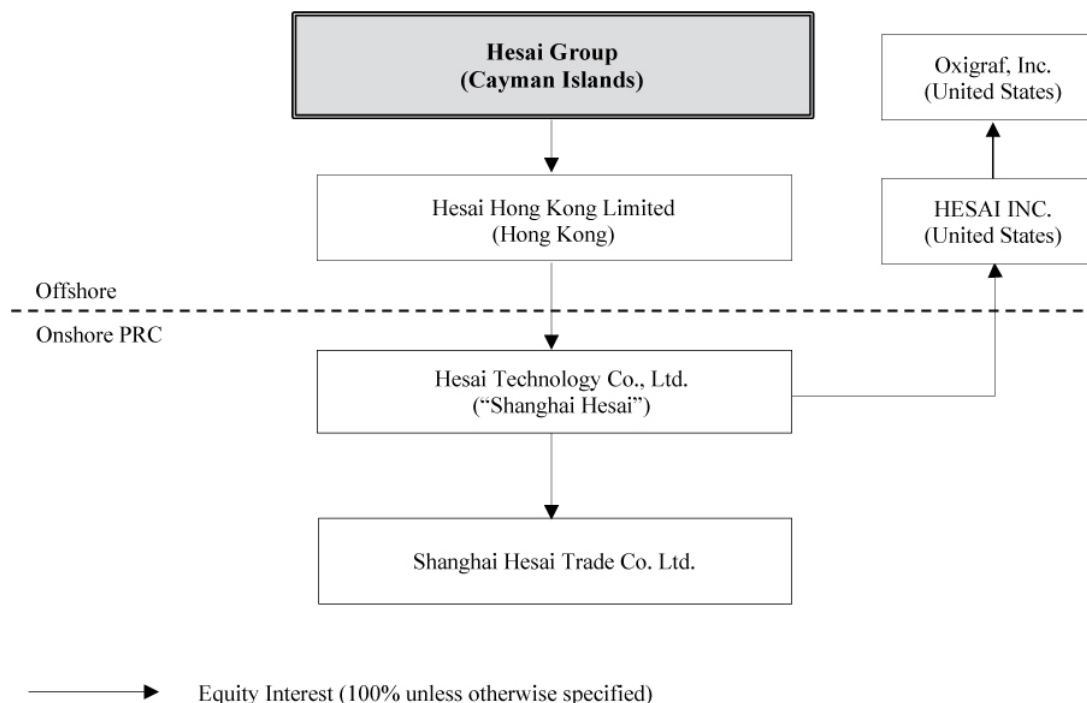 Hesai Group
(Cayman Islands)
Oxigraf, Inc.
(United States)
Hesai Hong Kong Limited
(Hong Kong)
HESAI INC.
(United States)
Offshore
Onshore PRC
Hesai Technology Co., Ltd.
(“Shanghai Hesai”)
Shanghai Hesai Trade Co. Ltd.
Equity Interest (100% unless otherwise specified)